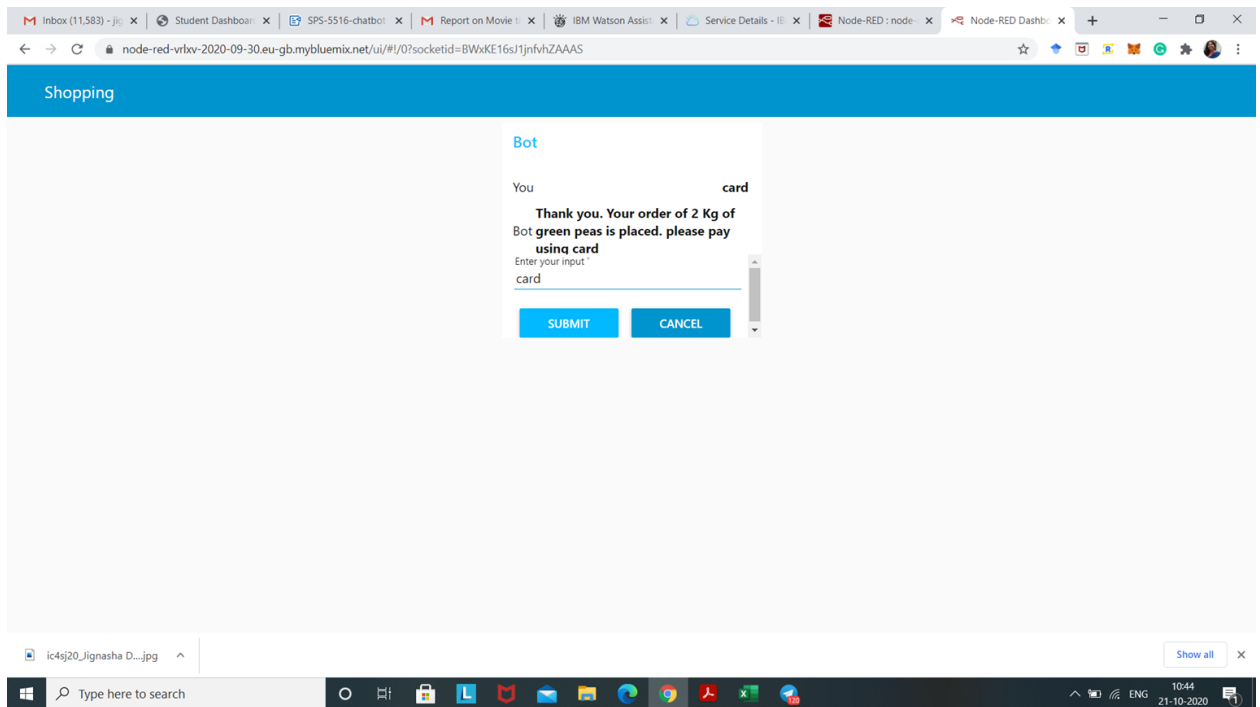 Inbox (11,583) - jig
Student Dashboar
SPS-5516-chatbot
Report on Movie ti
IBM Watson Assist
Service Details - IB
Node-RED : node-r
Node-RED Dashbo
node-red-vrlxv-2020-09-30.eu-gb.mybluemix.net/ui/#!/0?socketid=BWxKE16sJ1jnfvhZAAAS
Shopping
Bot
You card
Thank you. Your order of 2 Kg of
Bot green peas is placed. please pay
using card
Enter your input *
card
SUBMIT CANCEL
ic4sj20_Jignasha D....jpg
Show all
Type here to search
L
120
ENG
10:44
21-10-2020
1